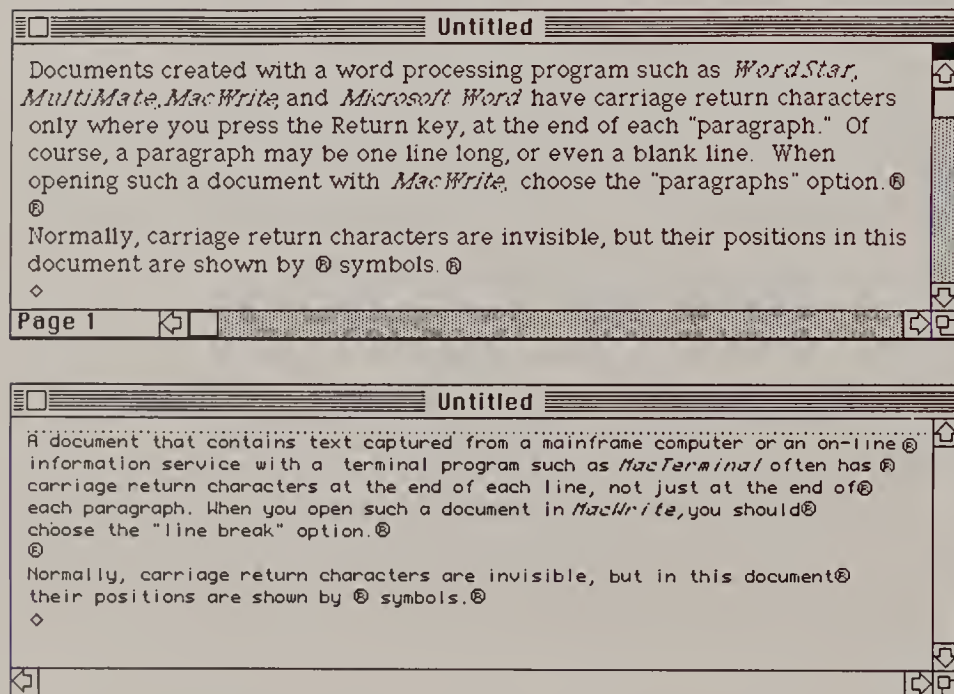 Untitled
Documents created with a word processing program such as WordStar,
MultiMate, MacWrite, and Microsoft Word have carriage return characters
only where you press the Return key, at the end of each "paragraph." Of
course, a paragraph may be one line long, or even a blank line. When
opening such a document with MacWrite, choose the "paragraphs" option.®
®
Normally, carriage return characters are invisible, but their positions in this
document are shown by ® symbols. ®
◇
Page 1
Untitled
A document that contains text captured from a mainframe computer or an on-line ®
information service with a terminal program such as MacTerminal often has ®
carriage return characters at the end of each line, not just at the end of®
each paragraph. When you open such a document in MacWrite, you should®
choose the "line break" option.®
®
Normally, carriage return characters are invisible, but in this document®
their positions are shown by ® symbols.®
◇